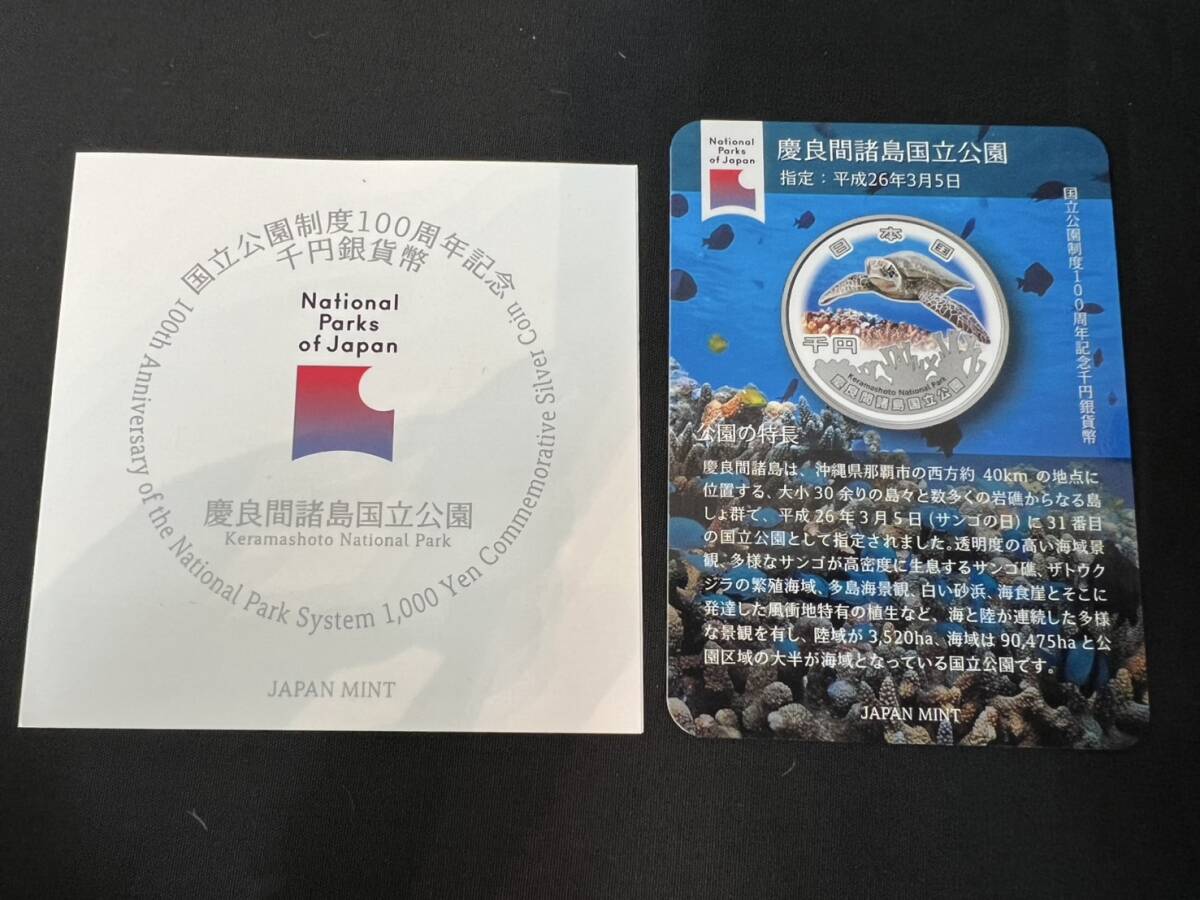 国立公園制度100周年記念
千円銀貨幣
National
Parks
of Japan
慶良間諸島国立公園
Keramashoto National Park
100th Anniversary of the National Park System 1,000 Yen Commemorative Silver Coin
JAPAN MINT
National
Parks
of Japan
慶良間諸島国立公園
指定：平成26年3月5日
国立公園制度100周年記念千円銀貨幣
日本国
千円
Keramashoto National Park
慶良間諸島国立公園
公園の特長
慶良間諸島は、沖縄県那覇市の西方約 40km の地点に
位置する、大小 30 余りの島々と数多くの岩礁からなる島
しょ群で、平成 26 年 3 月 5 日（サンゴの日）に 31 番目
の国立公園として指定されました。透明度の高い海域景
観、多様なサンゴが高密度に生息するサンゴ礁、ザトウク
ジラの繁殖海域、多島海景観、白い砂浜、海食崖とそこに
発達した風衝地特有の植生など、海と陸が連続した多様
な景観を有し、陸域が 3,520ha、海域は 90,475ha と公
園区域の大半が海域となっている国立公園です。
JAPAN MINT